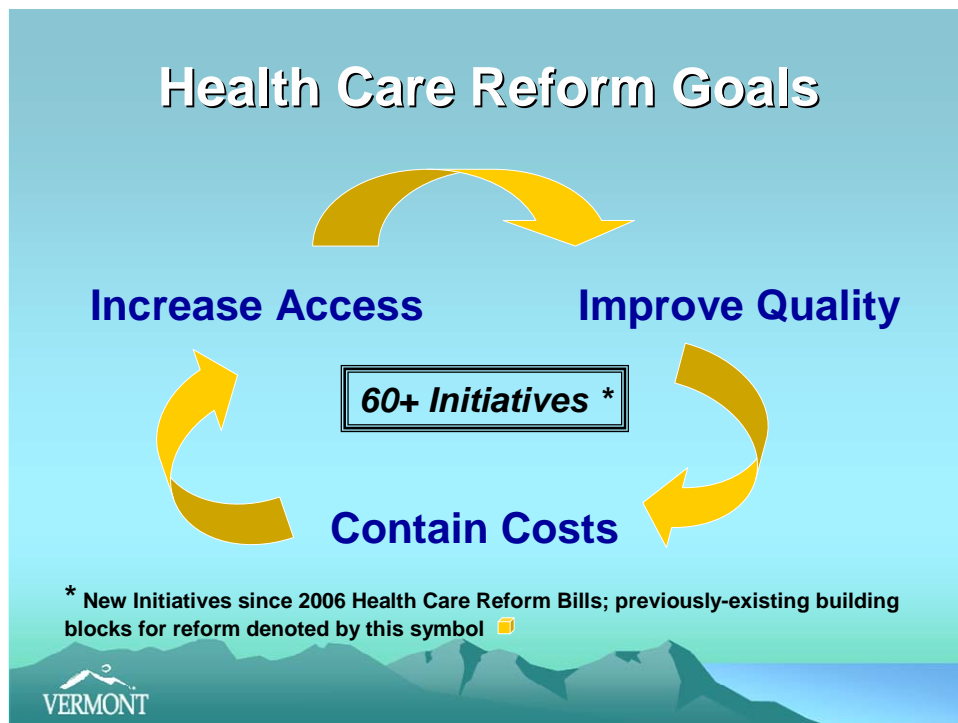 Health Care Reform Goals
Increase Access
Improve Quality
60+ Initiatives *
Contain Costs
* New Initiatives since 2006 Health Care Reform Bills; previously-existing building
blocks for reform denoted by this symbol
VERMONT